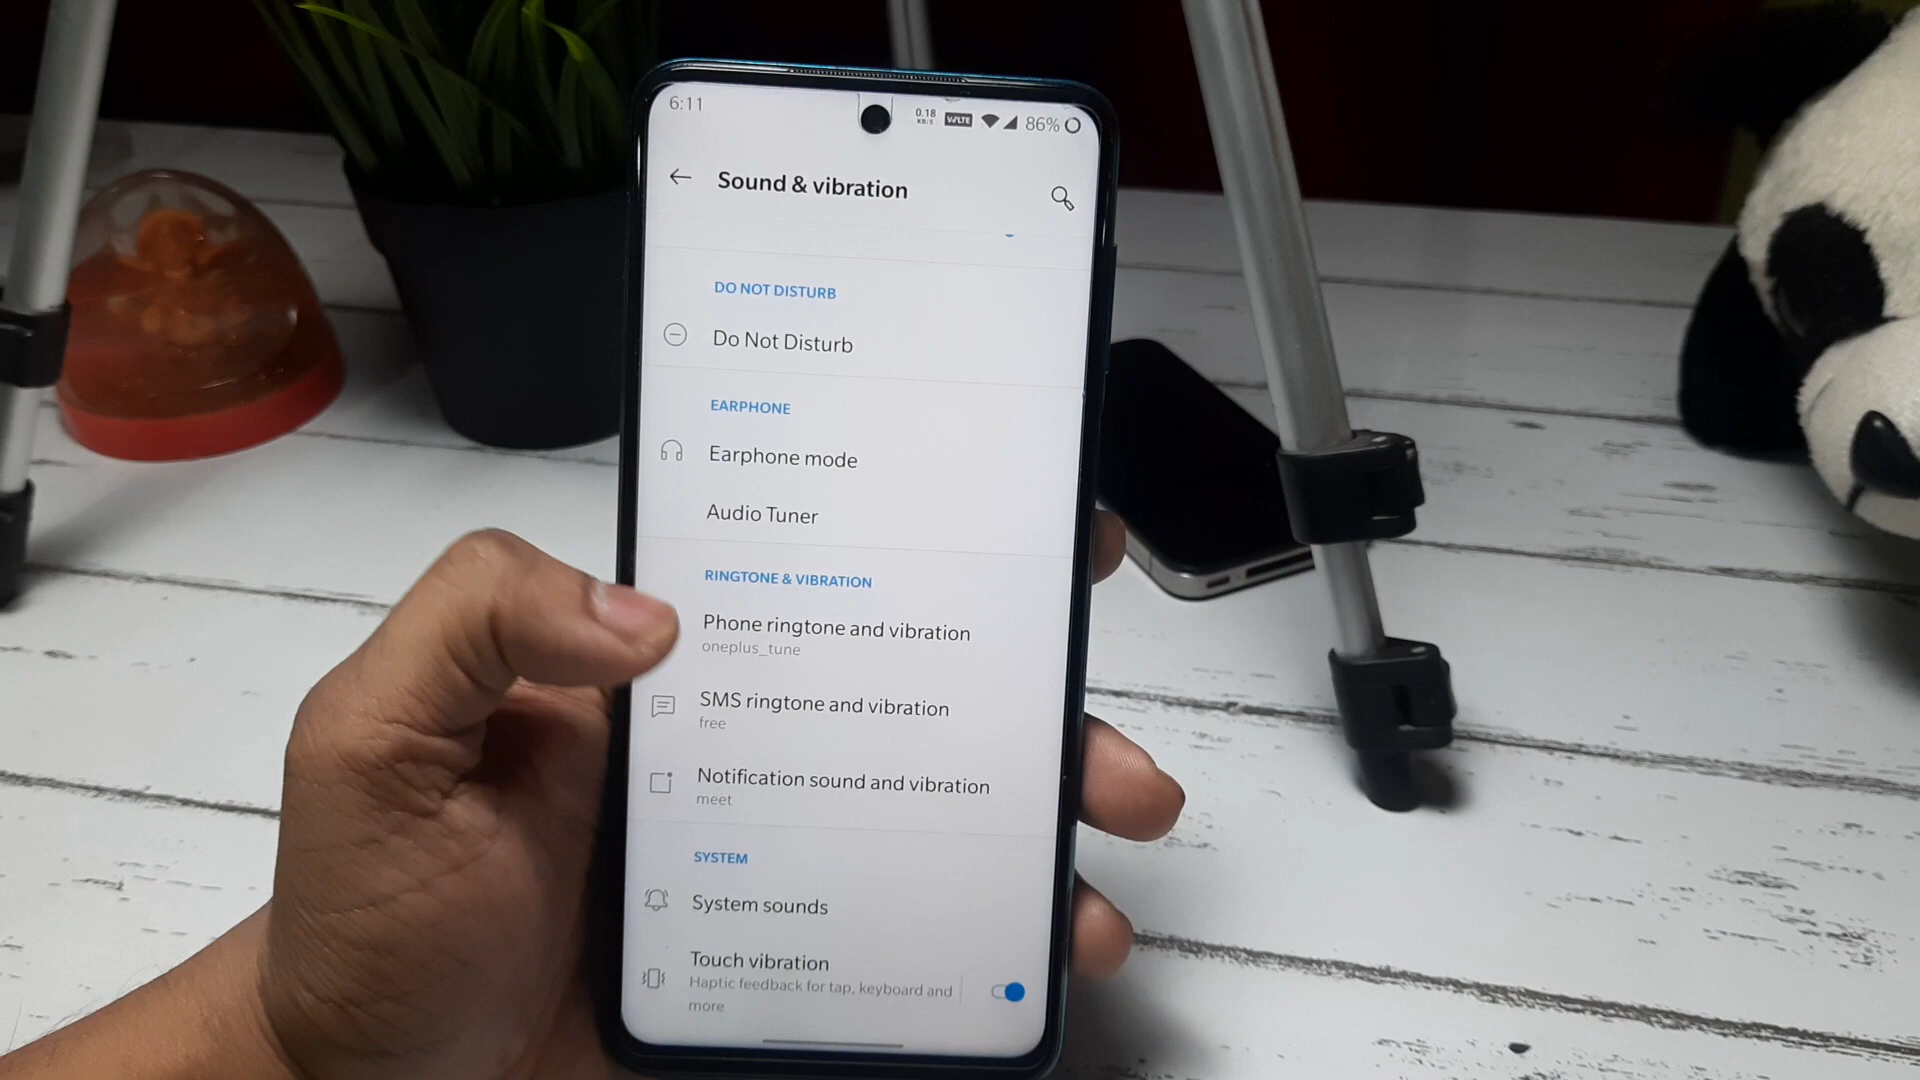 6:11
0.18
KB/S
VoLTE
86%
Sound & vibration
DO NOT DISTURB
Do Not Disturb
EARPHONE
Earphone mode
Audio Tuner
RINGTONE & VIBRATION
Phone ringtone and vibration
oneplus_tune
SMS ringtone and vibration
free
Notification sound and vibration
meet
SYSTEM
System sounds
Touch vibration
Haptic feedback for tap, keyboard and
more